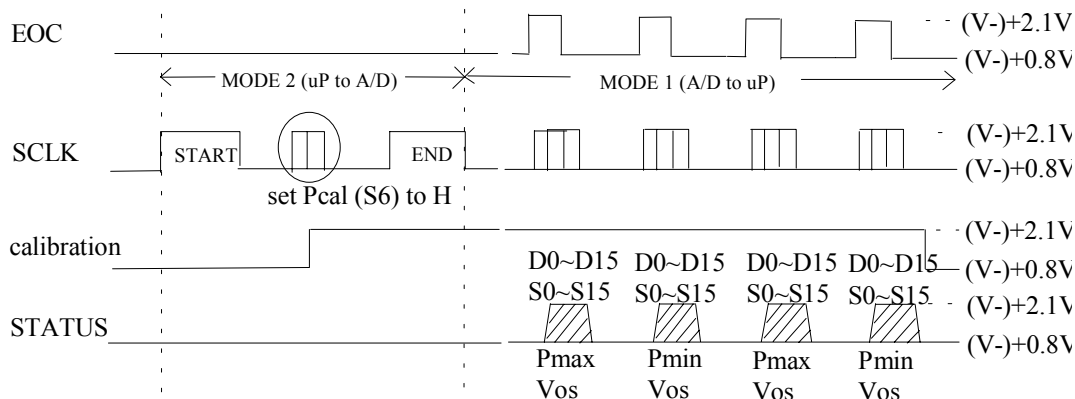 EOC
(V-)+2.1V
(V-)+0.8V
MODE 2 (uP to A/D)
MODE 1 (A/D to uP)
SCLK
START
END
(V-)+2.1V
(V-)+0.8V
set Pcal (S6) to H
calibration
(V-)+2.1V
(V-)+0.8V
D0~D15 D0~D15 D0~D15 D0~D15
S0~S15 S0~S15 S0~S15 S0~S15
(V-)+2.1V
STATUS
(V-)+0.8V
Pmax Pmin Pmax Pmin
Vos Vos Vos Vos